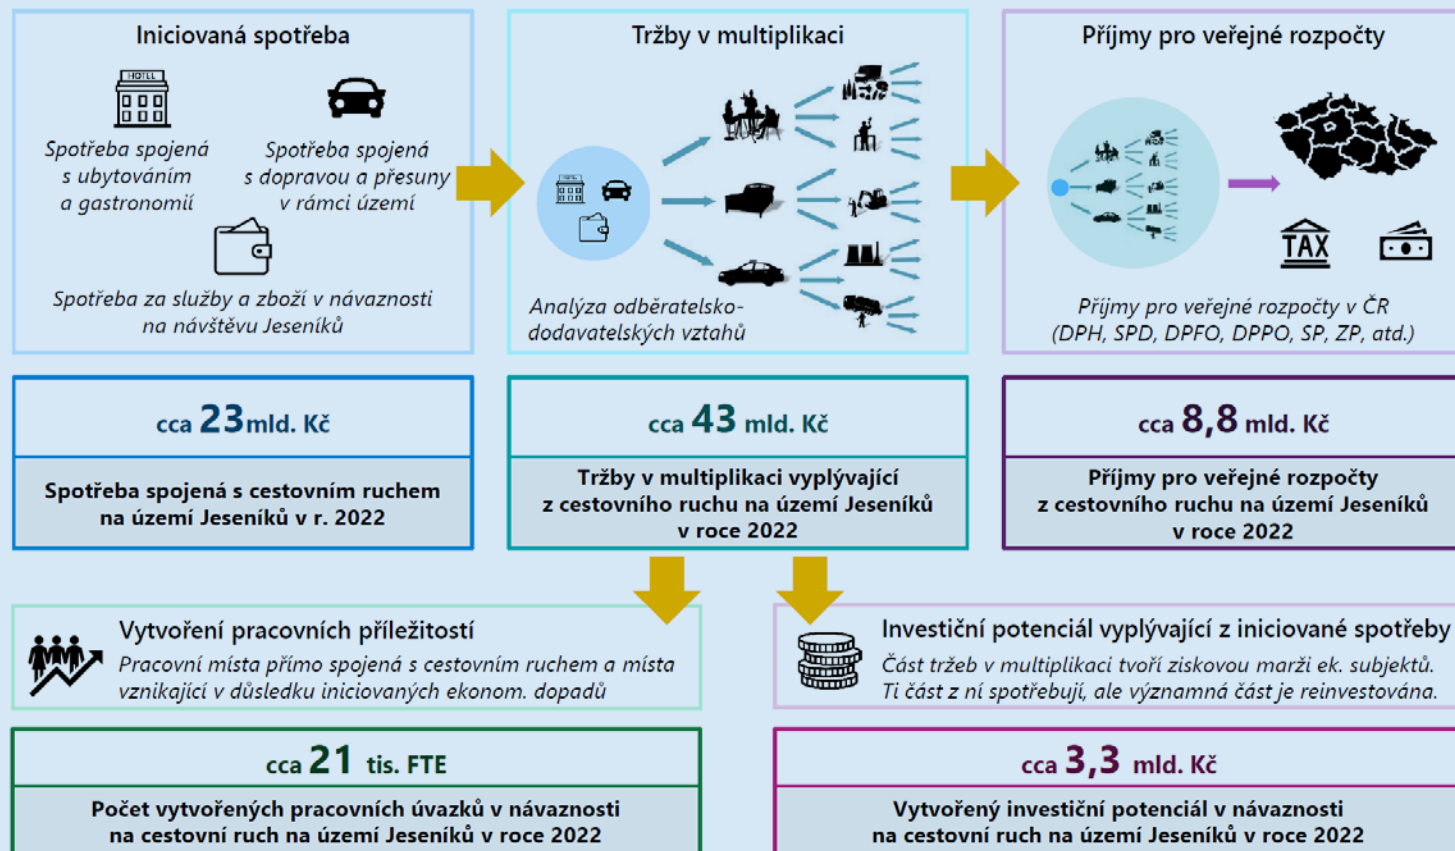 Iniciovaná spotřeba
HOTEL
Spotřeba spojená
s ubytováním
a gastronomií
Spotřeba spojená
s dopravou a přesuny
v rámci území
Spotřeba za služby a zboží v návaznosti
na návštěvu Jeseníků
Tržby v multiplikaci
HOTEL
Analýza odběratelsko-
dodavatelských vztahů
Příjmy pro veřejné rozpočty
TAX
Příjmy pro veřejné rozpočty v ČR
(DPH, SPD, DPFO, DPPO, SP, ZP, atd.)
cca 23 mld. Kč
Spotřeba spojená s cestovním ruchem
na území Jeseníků v r. 2022
cca 43 mld. Kč
Tržby v multiplikaci vyplývající
z cestovního ruchu na území Jeseníků
v roce 2022
cca 8,8 mld. Kč
Příjmy pro veřejné rozpočty
z cestovního ruchu na území Jeseníků
v roce 2022
Vytvoření pracovních příležitostí
Pracovní místa přímo spojená s cestovním ruchem a místa
vznikající v důsledku iniciovaných ekonom. dopadů
Investiční potenciál vyplývající z iniciované spotřeby
Část tržeb v multiplikaci tvoří ziskovou marži ek. subjektů.
Ti část z ní spotřebují, ale významná část je reinvestována.
cca 21 tis. FTE
Počet vytvořených pracovních úvazků v návaznosti
na cestovní ruch na území Jeseníků v roce 2022
cca 3,3 mld. Kč
Vytvořený investiční potenciál v návaznosti
na cestovní ruch na území Jeseníků v roce 2022